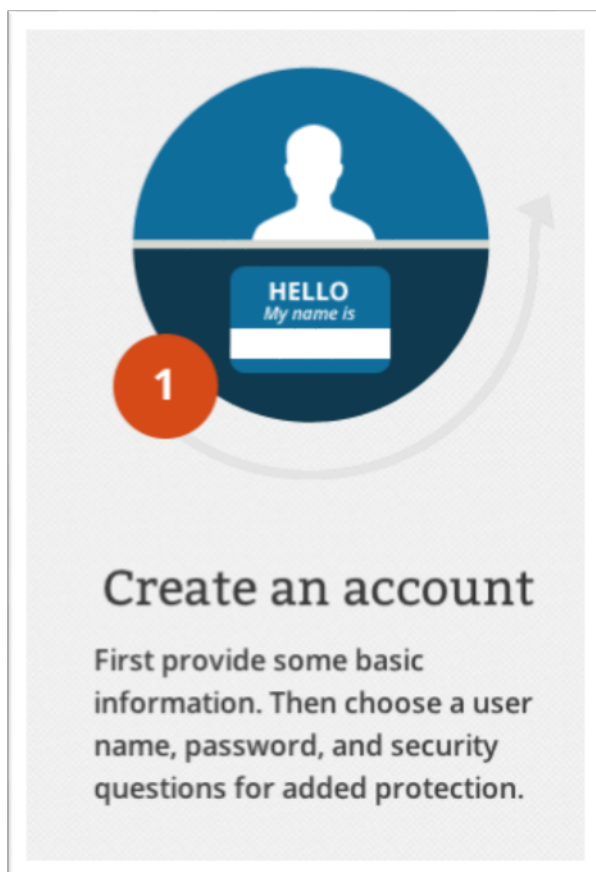 HELLO
My name is
1
Create an account
First provide some basic
information. Then choose a user
name, password, and security
questions for added protection.